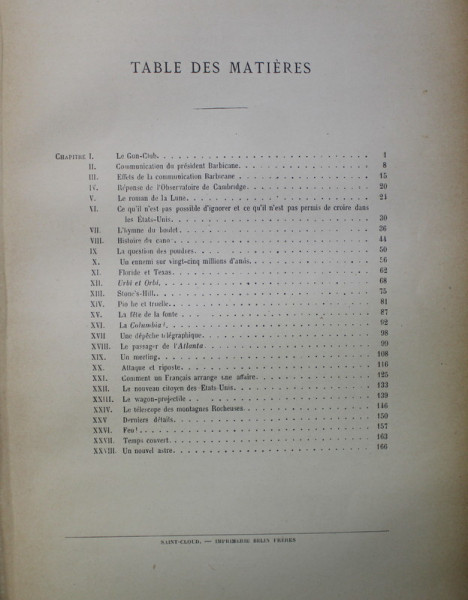 TABLE DES MATIÈRES
CHAPITRE I. Le Gun-Club. 1
II. Communication du président Barbicane. 8
III. Effets de la communication Barbicane 15
IV. Réponse de l'Observatoire de Cambridge. 20
V. Le roman de la Lune. 24
VI. Ce qu'il n'est pas possible d'ignorer et ce qu'il n'est pas permis de croire dans
les États-Unis. 30
VII. L'hymne du boulet. 36
VIII. Histoire du canon 44
IX La question des poudres. 50
X. Un ennemi sur vingt-cinq millions d'amis. 56
XI. Floride et Texas. 62
XII. Urbi et Orbi. 68
XIII. Stone's-Hill. 75
XIV. Pioche et truelle. 81
XV. La fête de la fonte 87
XVI. La Columbiad. 92
XVII Une dépêche télégraphique. 98
XVIII. Le passager de l'Atlanta. 99
XIX. Un meeting. 108
XX. Attaque et riposte. 116
XXI. Comment un Français arrange une affaire. 125
XXII. Le nouveau citoyen des États-Unis. 133
XXIII. Le wagon-projectile. 139
XXIV. Le télescope des montagnes Rocheuses. 146
XXV Derniers détails. 150
XXVI. Feu! 157
XXVII. Temps couvert. 163
XXVIII. Un nouvel astre. 166
SAINT-CLOUD. — IMPRIMERIE BELIN FRÈRES